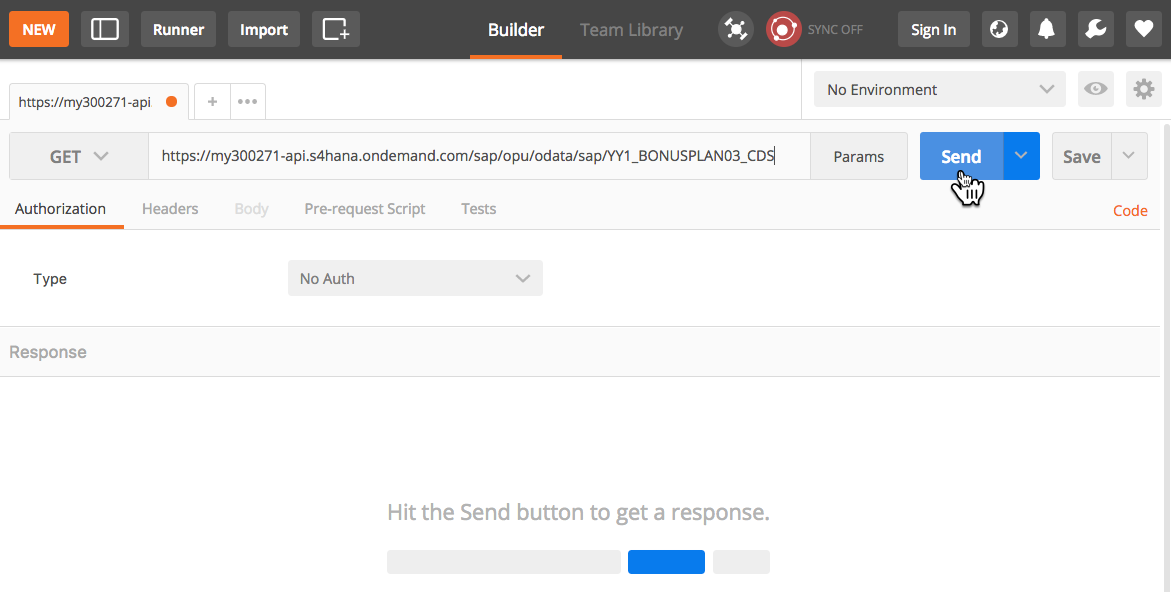 NEW
Runner
Import
Builder
Team Library
SYNC OFF
Sign In
https://my300271-api
No Environment
GET
https://my300271-api.s4hana.ondemand.com/sap/opu/odata/sap/YY1_BONUSPLAN03_CDS
Params
Send
Save
Authorization
Headers
Body
Pre-request Script
Tests
Code
Type
No Auth
Response
Hit the Send button to get a response.